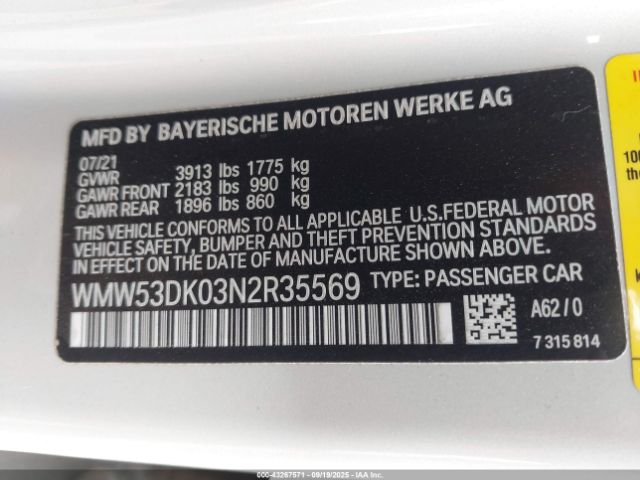 MFD BY BAYERISCHE MOTOREN WERKE AG
07/21
GVWR 3913 lbs 1775 kg
GAWR FRONT 2183 lbs 990 kg
GAWR REAR 1896 lbs 860 kg
THIS VEHICLE CONFORMS TO ALL APPLICABLE U.S.FEDERAL MOTOR
VEHICLE SAFETY, BUMPER AND THEFT PREVENTION STANDARDS
IN EFFECT ON THE DATE OF MANUFACTURE SHOWN ABOVE.
WMW53DK03N2R35569 TYPE: PASSENGER CAR
A62/0
7 315 814
000-43267571 - 09/19/2025 - IAAI.COM